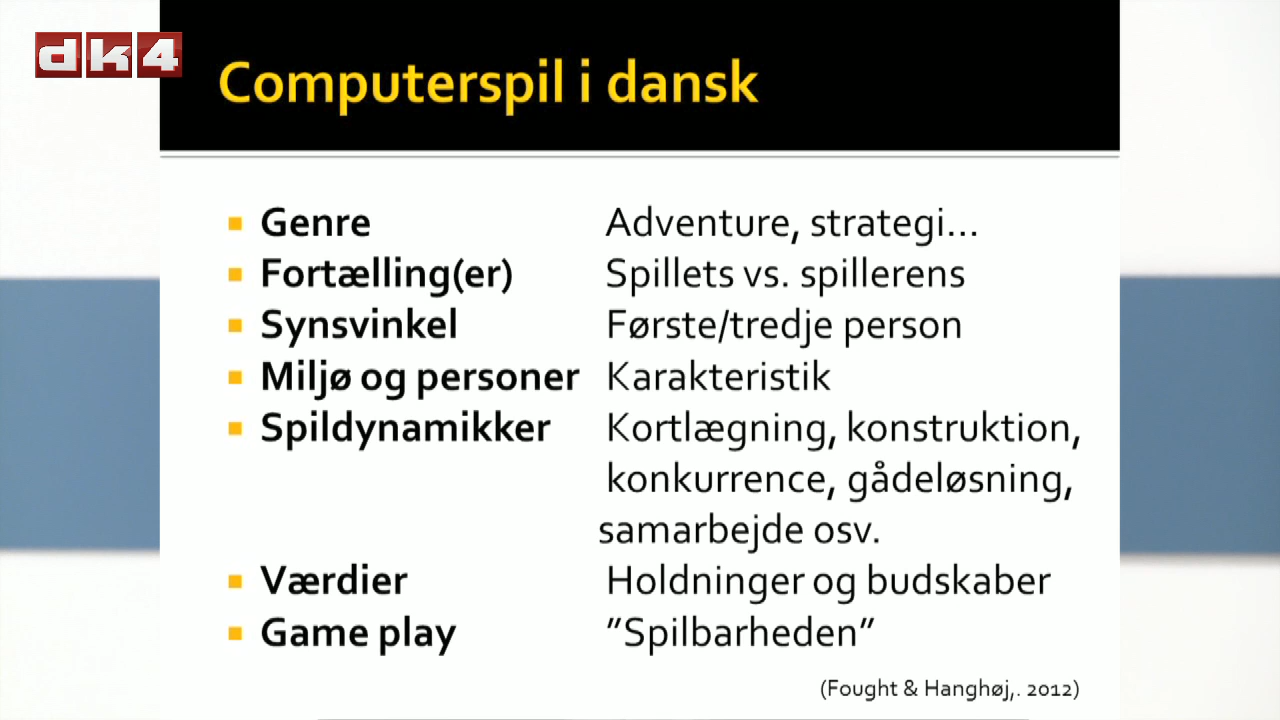 dk4
Computerspil i dansk
Genre Adventure, strategi...
Fortælling(er) Spillets vs. spillerens
Synsvinkel Første/tredje person
Miljø og personer Karakteristik
Spildynamikker Kortlægning, konstruktion,
konkurrence, gådeløsning,
samarbejde osv.
Værdier Holdninger og budskaber
Game play ”Spilbarheden”
(Fought & Hanghøj,. 2012)